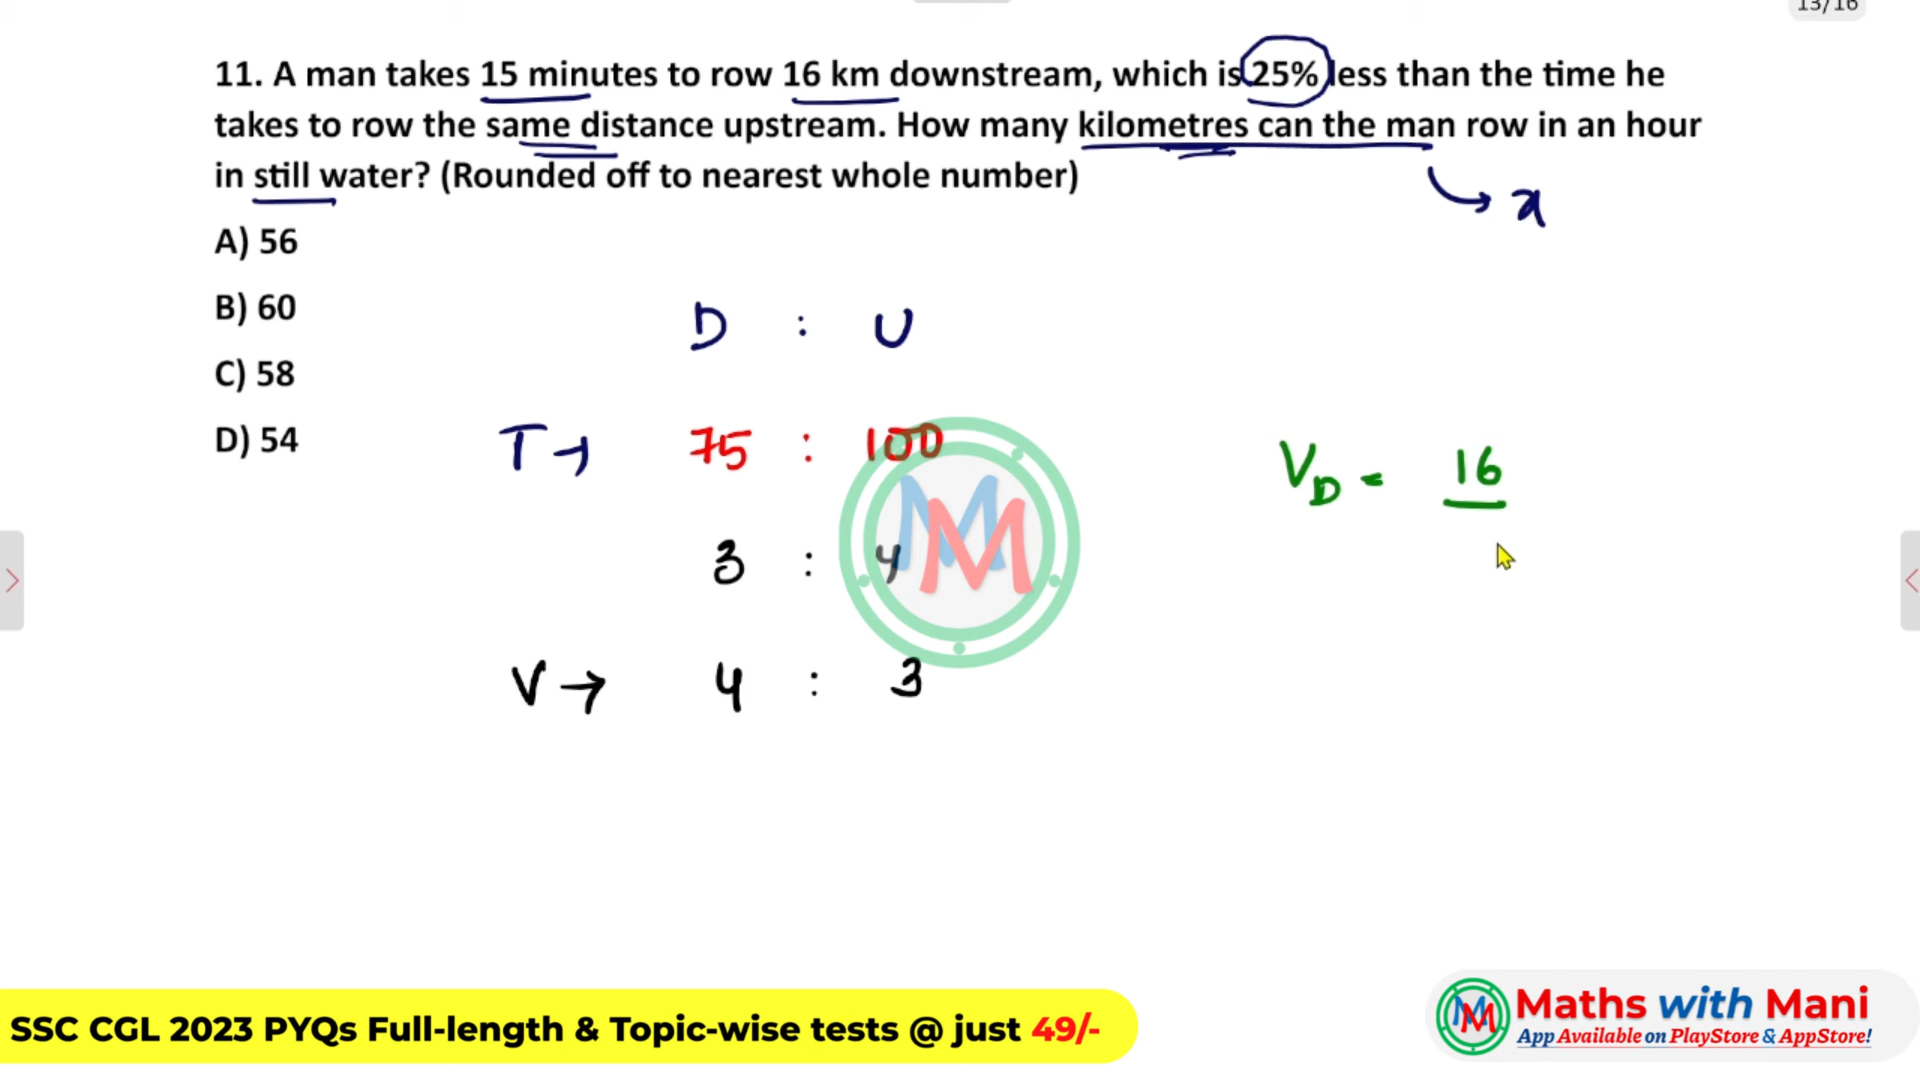 13/16
11. A man takes 15 minutes to row 16 km downstream, which is 25% less than the time he
takes to row the same distance upstream. How many kilometres can the man row in an hour
in still water? (Rounded off to nearest whole number)
x
A) 56
B) 60
D : U
C) 58
D) 54
T → 75 : 100
V_D = 16
3 : 4
V → 4 : 3
MM
SSC CGL 2023 PYQs Full-length & Topic-wise tests @ just 49/-
MM Maths with Mani
App Available on PlayStore & AppStore!